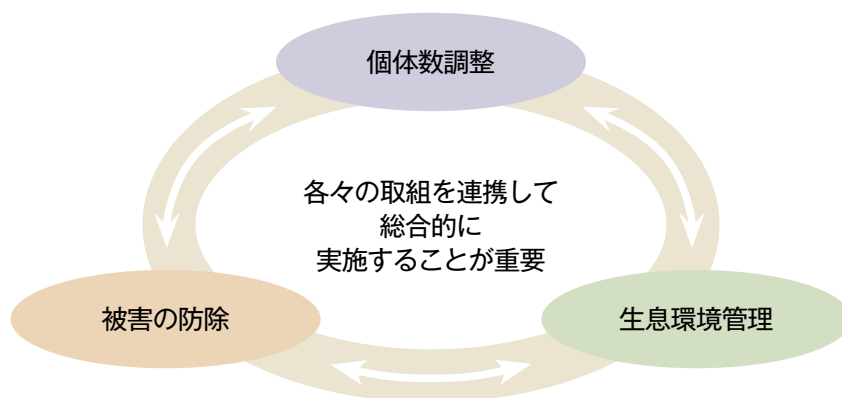 個体数調整
各々の取組を連携して
総合的に
実施することが重要
被害の防除
生息環境管理